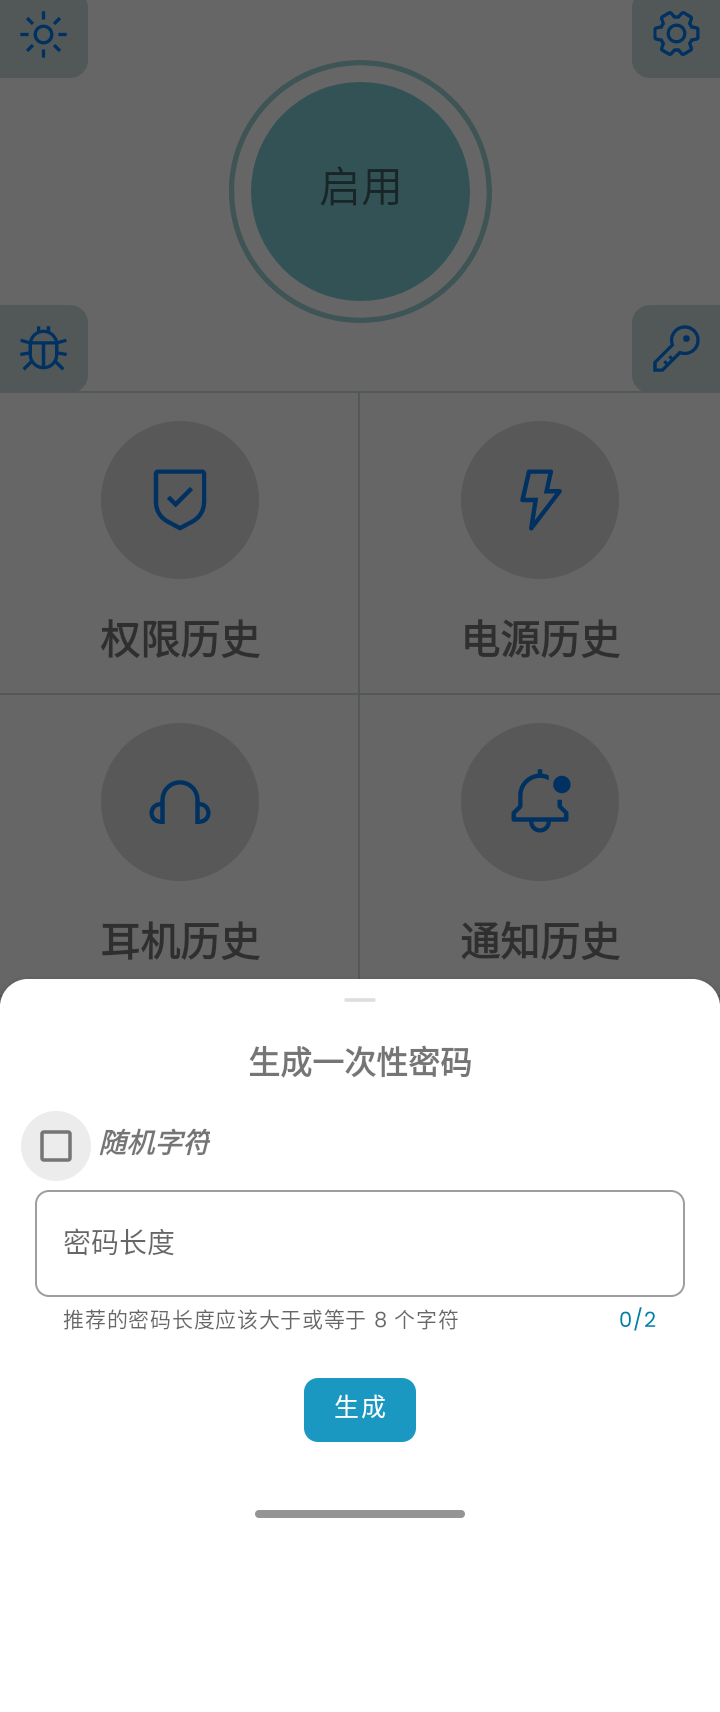 启用
权限历史
电源历史
耳机历史
通知历史
生成一次性密码
随机字符
密码长度
推荐的密码长度应该大于或等于 8 个字符
0/2
生成